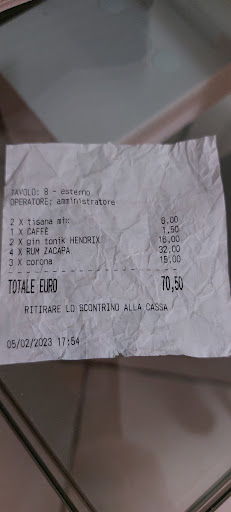 TAVOLO: 8 - esterno
OPERATORE: amministratore
2 X tisana mix 6,00
1 X CAFFÈ 1,50
2 X gin tonik HENDRIX 16,00
4 X RUM ZACAPA 32,00
3 X corona 15,00
TOTALE EURO 70,50
RITIRARE LO SCONTRINO ALLA CASSA
05/02/2023 17:54